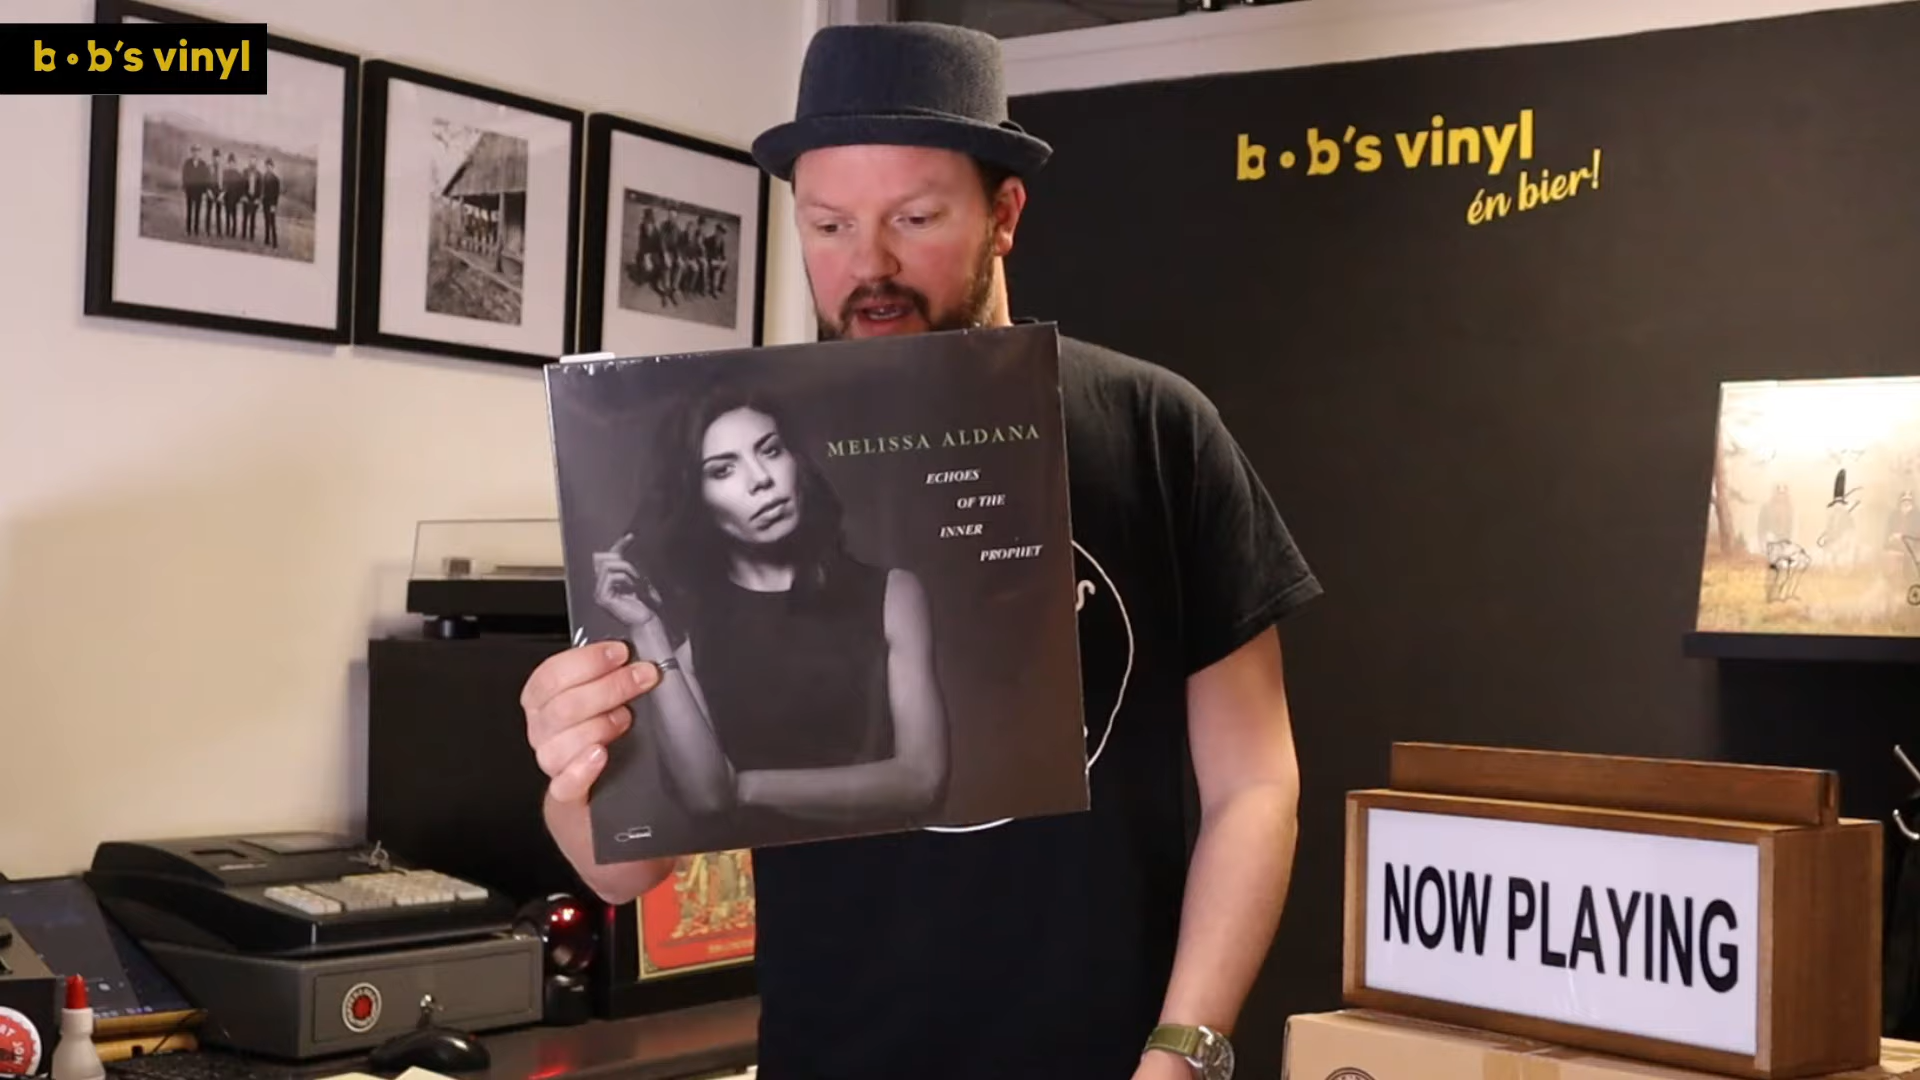 b•b's vinyl
b•b's vinyl
én bier!
MELISSA ALDANA
ECHOES
OF THE
INNER
PROPHET
NOW PLAYING